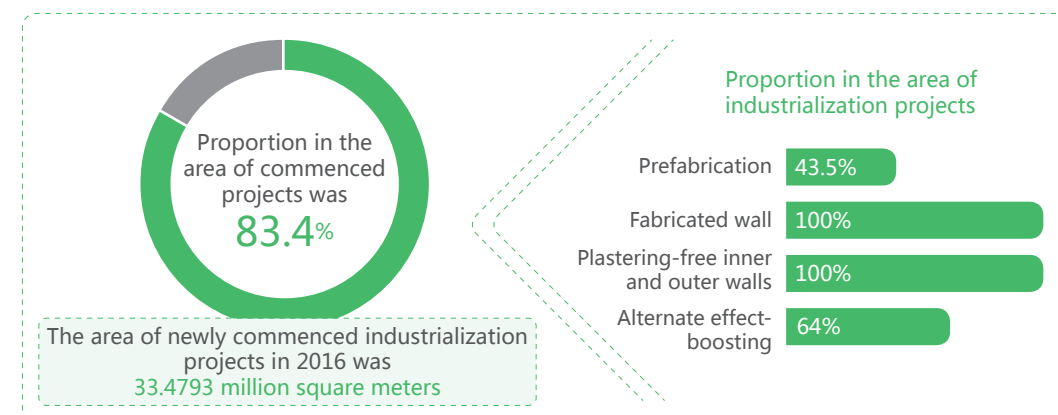 Proportion in the
area of commenced
projects was
83.4%
The area of newly commenced industrialization
projects in 2016 was
33.4793 million square meters
Proportion in the area of
industrialization projects
Prefabrication 43.5%
Fabricated wall 100%
Plastering-free inner
and outer walls 100%
Alternate effect-
boosting 64%